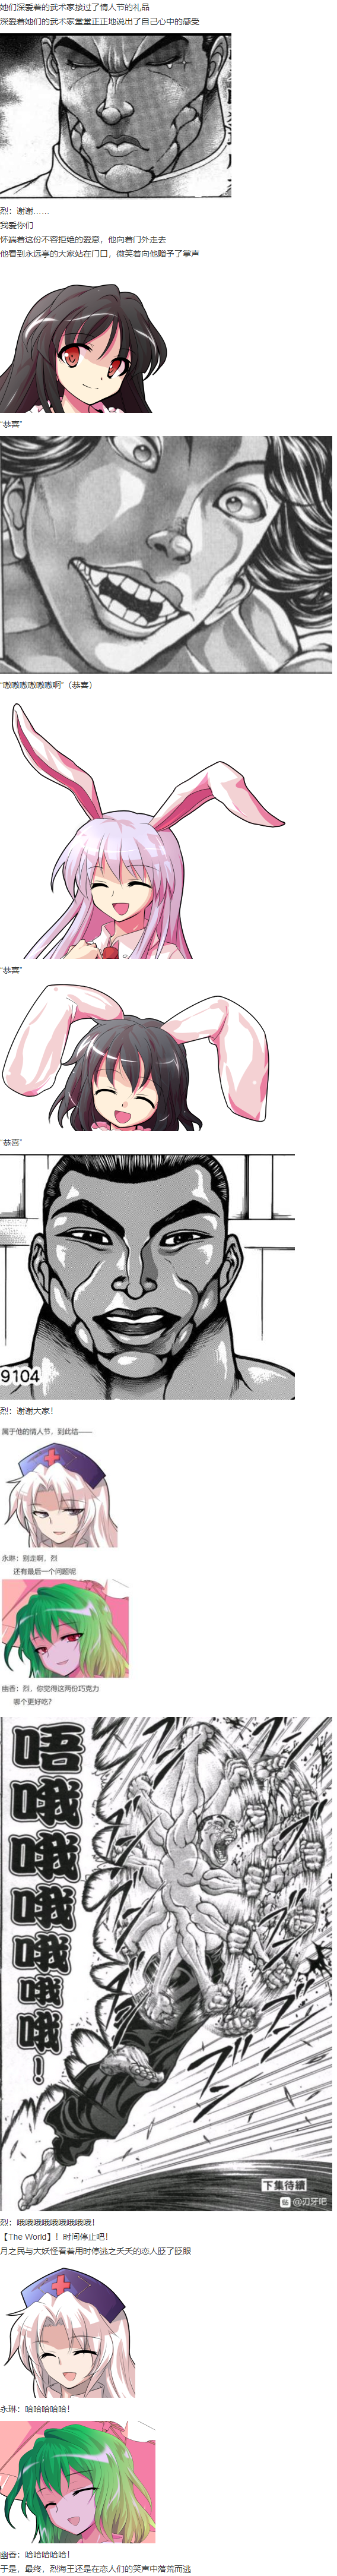 她们深爱着的武术家接过了情人节的礼品
深爱着她们的武术家堂堂正正地说出了自己心中的感受
烈：谢谢……
我爱你们
怀揣着这份不容拒绝的爱意，他向着门外走去
他看到永远亭的大家站在门口，微笑着向他赠予了掌声
“恭喜”
“嗷嗷嗷嗷嗷嗷啊”（恭喜）
“恭喜”
“恭喜”
9104
烈：谢谢大家！
属于他的情人节，到此结——
永琳：别走啊，烈
还有最后一个问题呢
幽香：烈，你觉得这两份巧克力
哪个更好吃？
唔哦哦哦哦哦哦！
下集待續
@刃牙吧
烈：哦哦哦哦哦哦哦哦哦！
【The World】！时间停止吧！
月之民与大妖怪看着用时停逃之夭夭的恋人眨了眨眼
永琳：哈哈哈哈哈！
幽香：哈哈哈哈哈！
于是，最终，烈海王还是在恋人们的笑声中落荒而逃